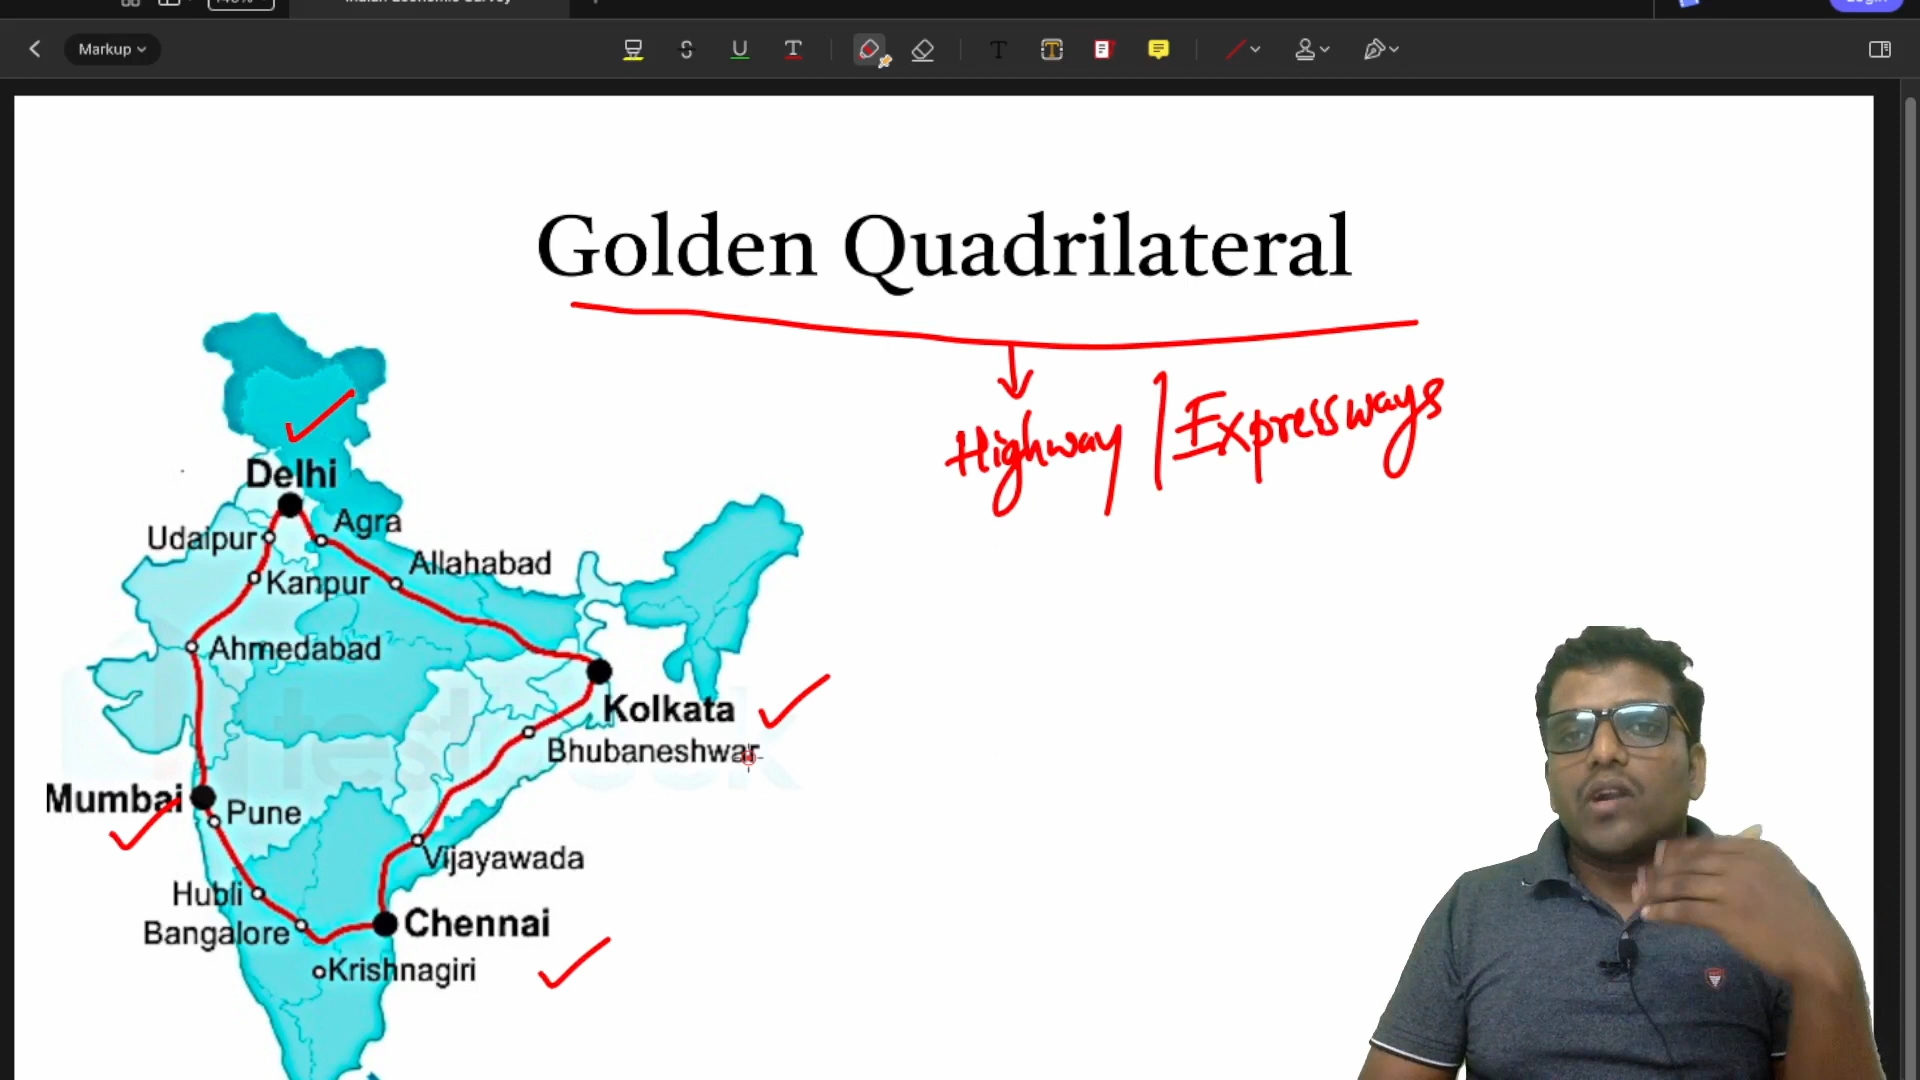 Markup
Golden Quadrilateral
Highway | Expressways
Delhi
Agra
Udaipur
Allahabad
Kanpur
Ahmedabad
Kolkata
Bhubaneshwar
Mumbai
Pune
Vijayawada
Hubli
Chennai
Bangalore
Krishnagiri